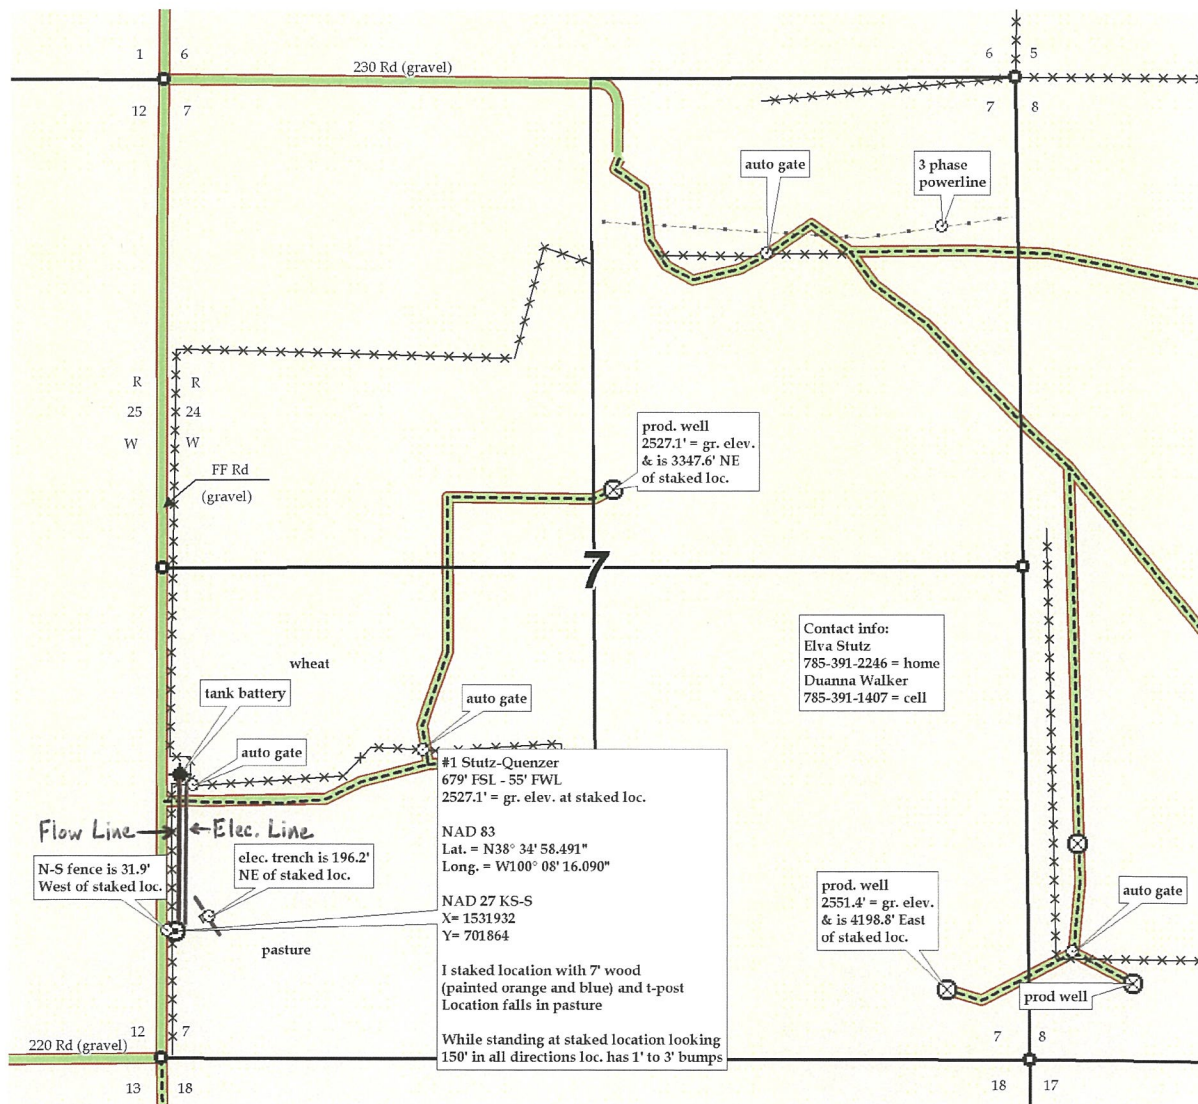 1 6
6 5
230 Rd (gravel)
12 7
7 8
auto gate
3 phase
powerline
R R
25 24
W W
FF Rd
(gravel)
prod. well
2527.1' = gr. elev.
& is 3347.6' NE
of staked loc.
7
Contact info:
Elva Stutz
785-391-2246 = home
Duanna Walker
785-391-1407 = cell
wheat
tank battery
auto gate
auto gate
#1 Stutz-Quenzer
679' FSL - 55' FWL
2527.1' = gr. elev. at staked loc.
NAD 83
Lat. = N38° 34' 58.491"
Long. = W100° 08' 16.090"
NAD 27 KS-S
X= 1531932
Y= 701864
I staked location with 7' wood
(painted orange and blue) and t-post
Location falls in pasture
While standing at staked location looking
150' in all directions loc. has 1' to 3' bumps
Flow Line
Elec. Line
N-S fence is 31.9'
West of staked loc.
elec. trench is 196.2'
NE of staked loc.
pasture
prod. well
2551.4' = gr. elev.
& is 4198.8' East
of staked loc.
auto gate
prod well
12 7
7 8
220 Rd (gravel)
13 18
18 17